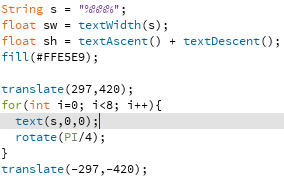 String s = "%&&&";
float sw = textWidth(s);
float sh = textAscent() + textDescent();
fill(#FFE5E9);
translate(297,420);
for(int i=0; i<8; i++){
text(s,0,0);
rotate(PI/4);
}
translate(-297,-420);